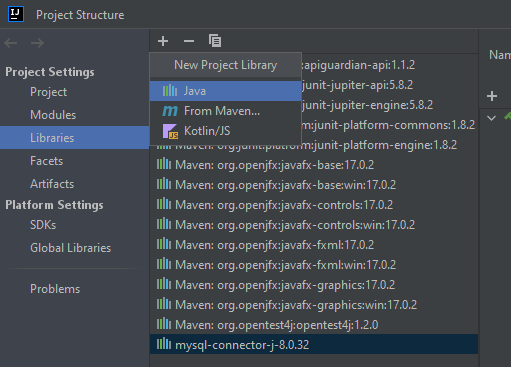 IJ Project Structure
Project Settings
Project
Modules
Libraries
Facets
Artifacts
Platform Settings
SDKs
Global Libraries
Problems
New Project Library
Java
m From Maven...
JS Kotlin/JS
:apiguardian-api:1.1.2
junit-jupiter-api:5.8.2
junit-jupiter-engine:5.8.2
:junit-platform-commons:1.8.2
Maven: org.junit.platform:junit-platform-engine:1.8.2
Maven: org.openjfx:javafx-base:17.0.2
Maven: org.openjfx:javafx-base:win:17.0.2
Maven: org.openjfx:javafx-controls:17.0.2
Maven: org.openjfx:javafx-controls:win:17.0.2
Maven: org.openjfx:javafx-fxml:17.0.2
Maven: org.openjfx:javafx-fxml:win:17.0.2
Maven: org.openjfx:javafx-graphics:17.0.2
Maven: org.openjfx:javafx-graphics:win:17.0.2
Maven: org.opentest4j:opentest4j:1.2.0
mysql-connector-j-8.0.32
Nam